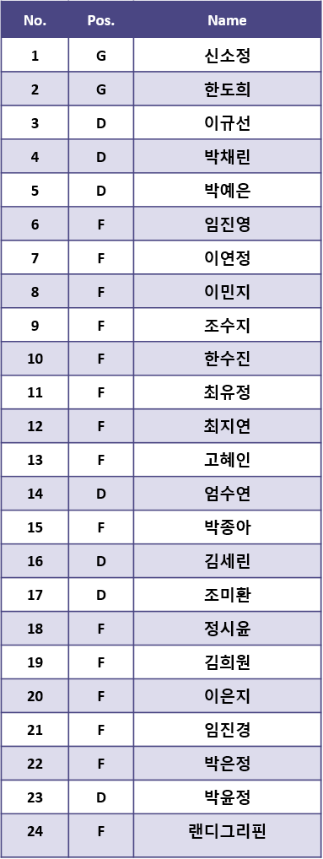 No. Pos. Name
1 G 신소정
2 G 한도희
3 D 이규선
4 D 박채린
5 D 박예은
6 F 임진영
7 F 이연정
8 F 이민지
9 F 조수지
10 F 한수진
11 F 최유정
12 F 최지연
13 F 고혜인
14 D 엄수연
15 F 박종아
16 D 김세린
17 D 조미환
18 F 정시윤
19 F 김희원
20 F 이은지
21 F 임진경
22 F 박은정
23 D 박윤정
24 F 랜디그리핀